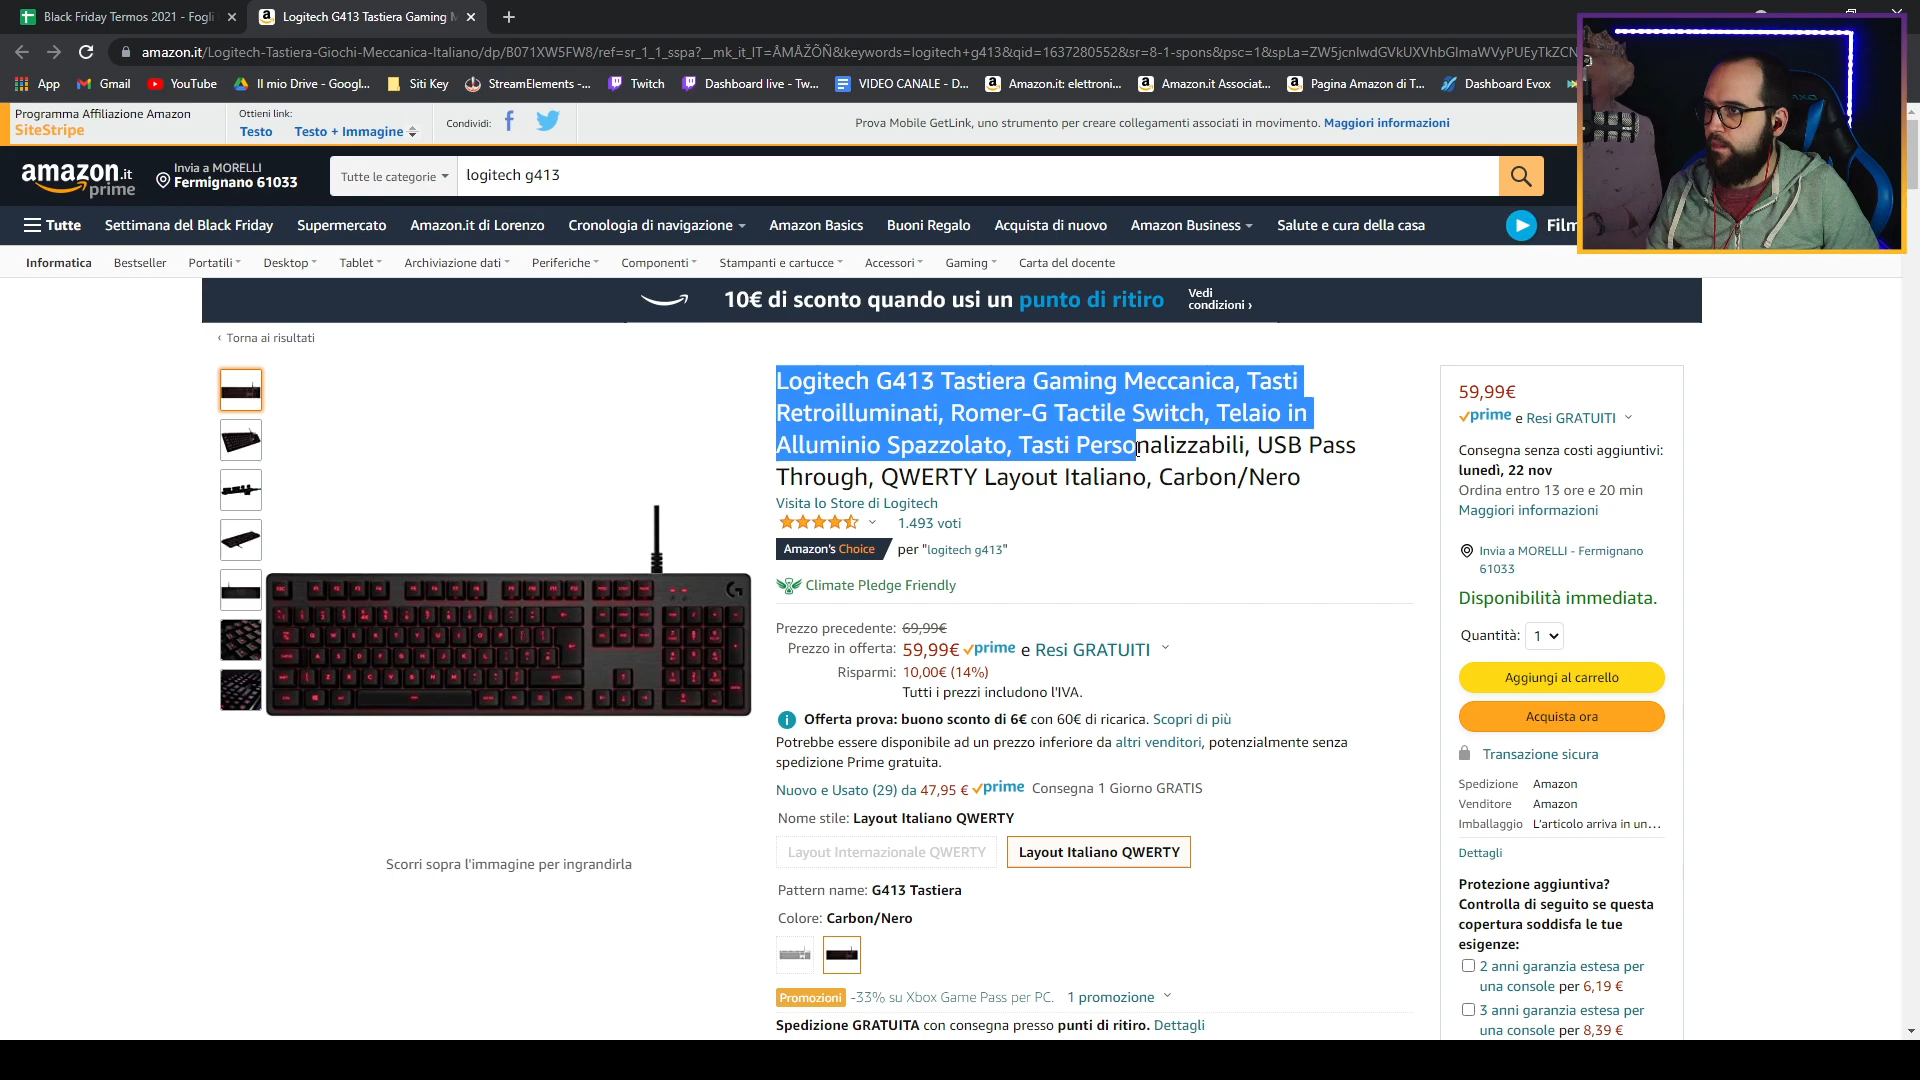 Black Friday Termos 2021 - Fogli
Logitech G413 Tastiera Gaming M
amazon.it/Logitech-Tastiera-Giochi-Meccanica-Italiano/dp/B071XW5FW8/ref=sr_1_1_sspa?__mk_it_IT=ÅMÅŽÕÑ&keywords=logitech+g413&qid=1637280552&sr=8-1-spons&psc=1&spLa=
App
Gmail
YouTube
Il mio Drive - Googl...
Siti Key
StreamElements -...
Twitch
Dashboard live - Tw...
VIDEO CANALE - D...
Amazon.it: elettroni...
Amazon.it Associat...
Pagina Amazon di T...
Dashboard Evox
Programma Affiliazione Amazon
SiteStripe
Ottieni link:
Testo
Testo + Immagine
Condividi:
Prova Mobile GetLink, uno strumento per creare collegamenti associati in movimento. Maggiori informazioni
amazon.it
prime
Invia a MORELLI
Fermignano 61033
Tutte le categorie
logitech g413
Tutte
Settimana del Black Friday
Supermercato
Amazon.it di Lorenzo
Cronologia di navigazione
Amazon Basics
Buoni Regalo
Acquista di nuovo
Amazon Business
Salute e cura della casa
Film
Informatica
Bestseller
Portatili
Desktop
Tablet
Archiviazione dati
Periferiche
Componenti
Stampanti e cartucce
Accessori
Gaming
Carta del docente
10€ di sconto quando usi un punto di ritiro
Vedi
condizioni ›
‹ Torna ai risultati
Logitech G413 Tastiera Gaming Meccanica, Tasti
Retroilluminati, Romer-G Tactile Switch, Telaio in
Alluminio Spazzolato, Tasti Personalizzabili, USB Pass
Through, QWERTY Layout Italiano, Carbon/Nero
Visita lo Store di Logitech
1.493 voti
Amazon's Choice per "logitech g413"
Climate Pledge Friendly
Prezzo precedente: 69,99€
Prezzo in offerta: 59,99€ prime e Resi GRATUITI
Risparmi: 10,00€ (14%)
Tutti i prezzi includono l'IVA.
Offerta prova: buono sconto di 6€ con 60€ di ricarica. Scopri di più
Potrebbe essere disponibile ad un prezzo inferiore da altri venditori, potenzialmente senza
spedizione Prime gratuita.
Nuovo e Usato (29) da 47,95 € prime Consegna 1 Giorno GRATIS
Nome stile: Layout Italiano QWERTY
Layout Internazionale QWERTY
Layout Italiano QWERTY
Pattern name: G413 Tastiera
Colore: Carbon/Nero
Promozioni -33% su Xbox Game Pass per PC. 1 promozione
Spedizione GRATUITA con consegna presso punti di ritiro. Dettagli
Scorri sopra l'immagine per ingrandirla
59,99€
prime e Resi GRATUITI
Consegna senza costi aggiuntivi:
lunedì, 22 nov
Ordina entro 13 ore e 20 min
Maggiori informazioni
Invia a MORELLI - Fermignano
61033
Disponibilità immediata.
Quantità: 1
Aggiungi al carrello
Acquista ora
Transazione sicura
Spedizione Amazon
Venditore Amazon
Imballaggio L'articolo arriva in un...
Dettagli
Protezione aggiuntiva?
Controlla di seguito se questa
copertura soddisfa le tue
esigenze:
2 anni garanzia estesa per
una console per 6,19 €
3 anni garanzia estesa per
una console per 8,39 €